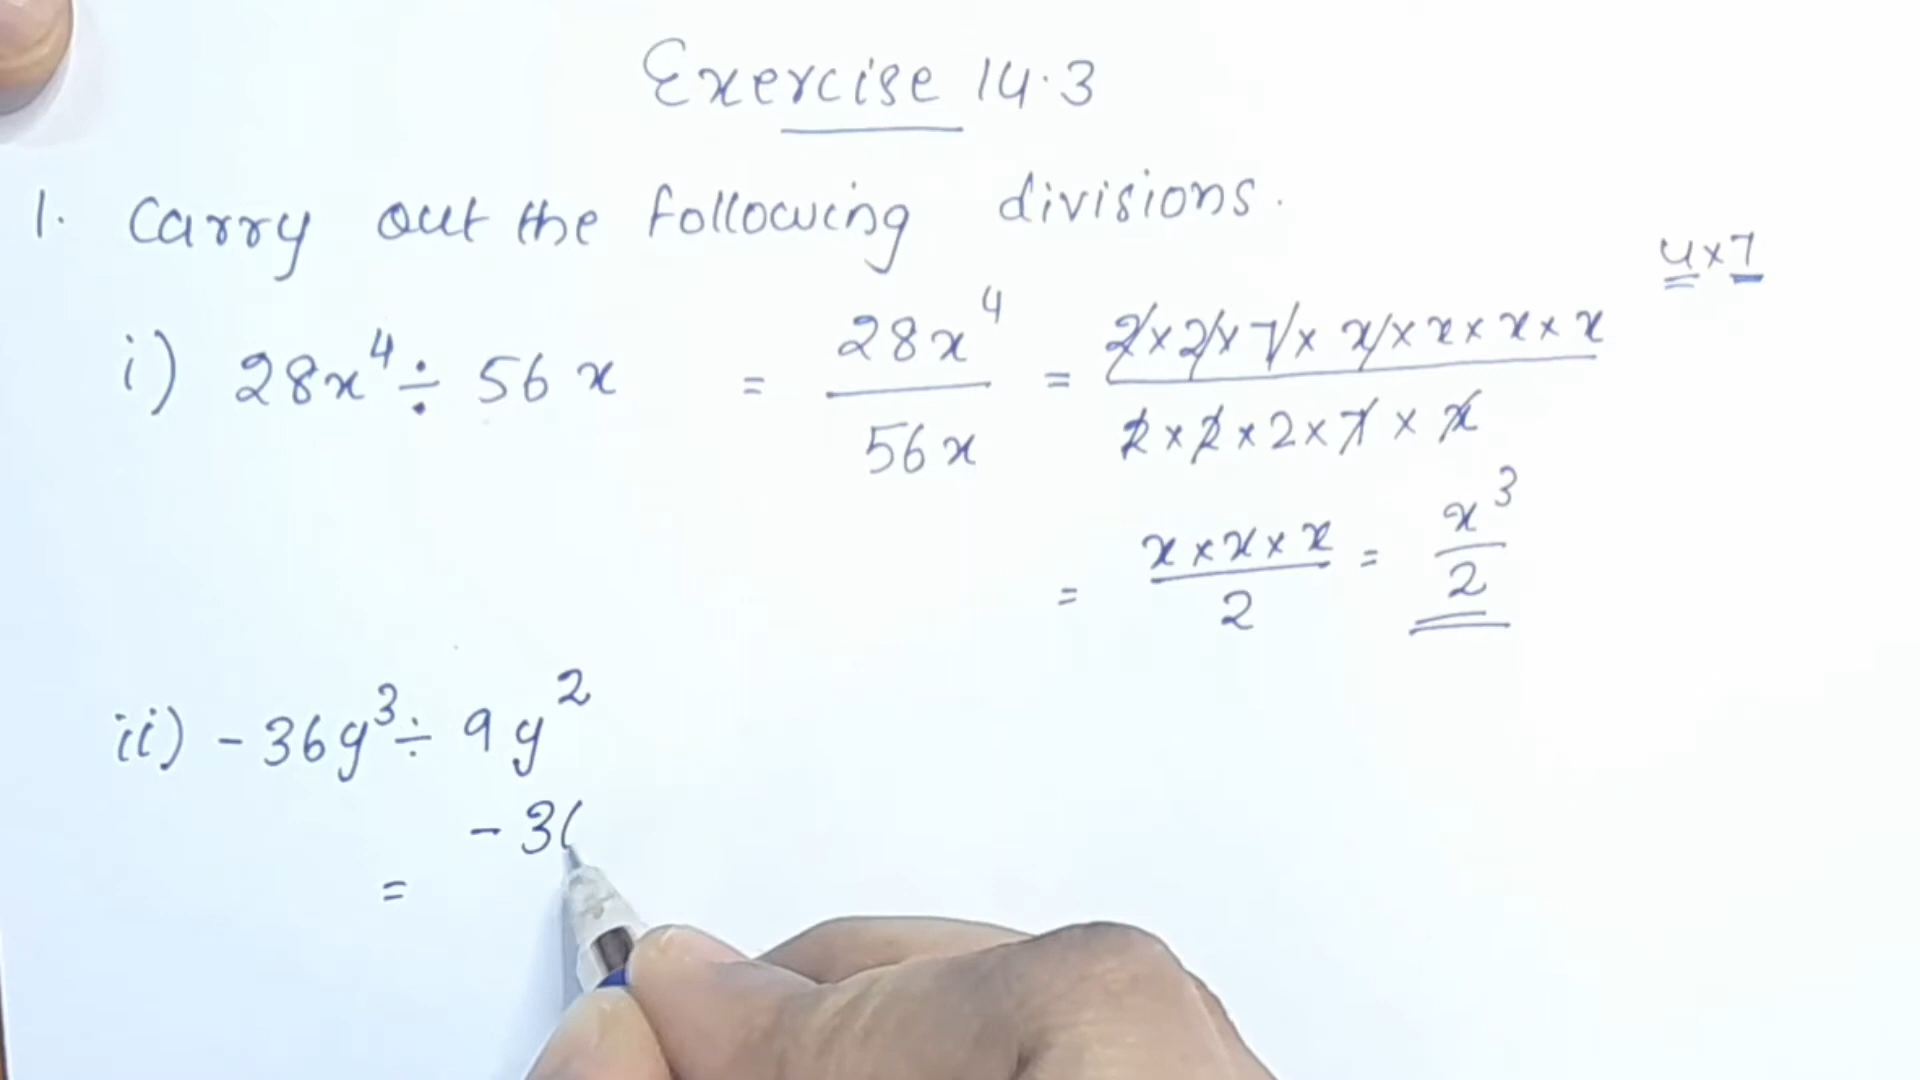 Exercise 14.3
1. Carry out the following divisions.
4×7
i) 28x⁴ ÷ 56x = 28x⁴/56x = 2×2×7×x×x×x×x/2×2×2×7×x
= x×x×x/2 = x³/2
ii) -36y³ ÷ 9y²
= -3